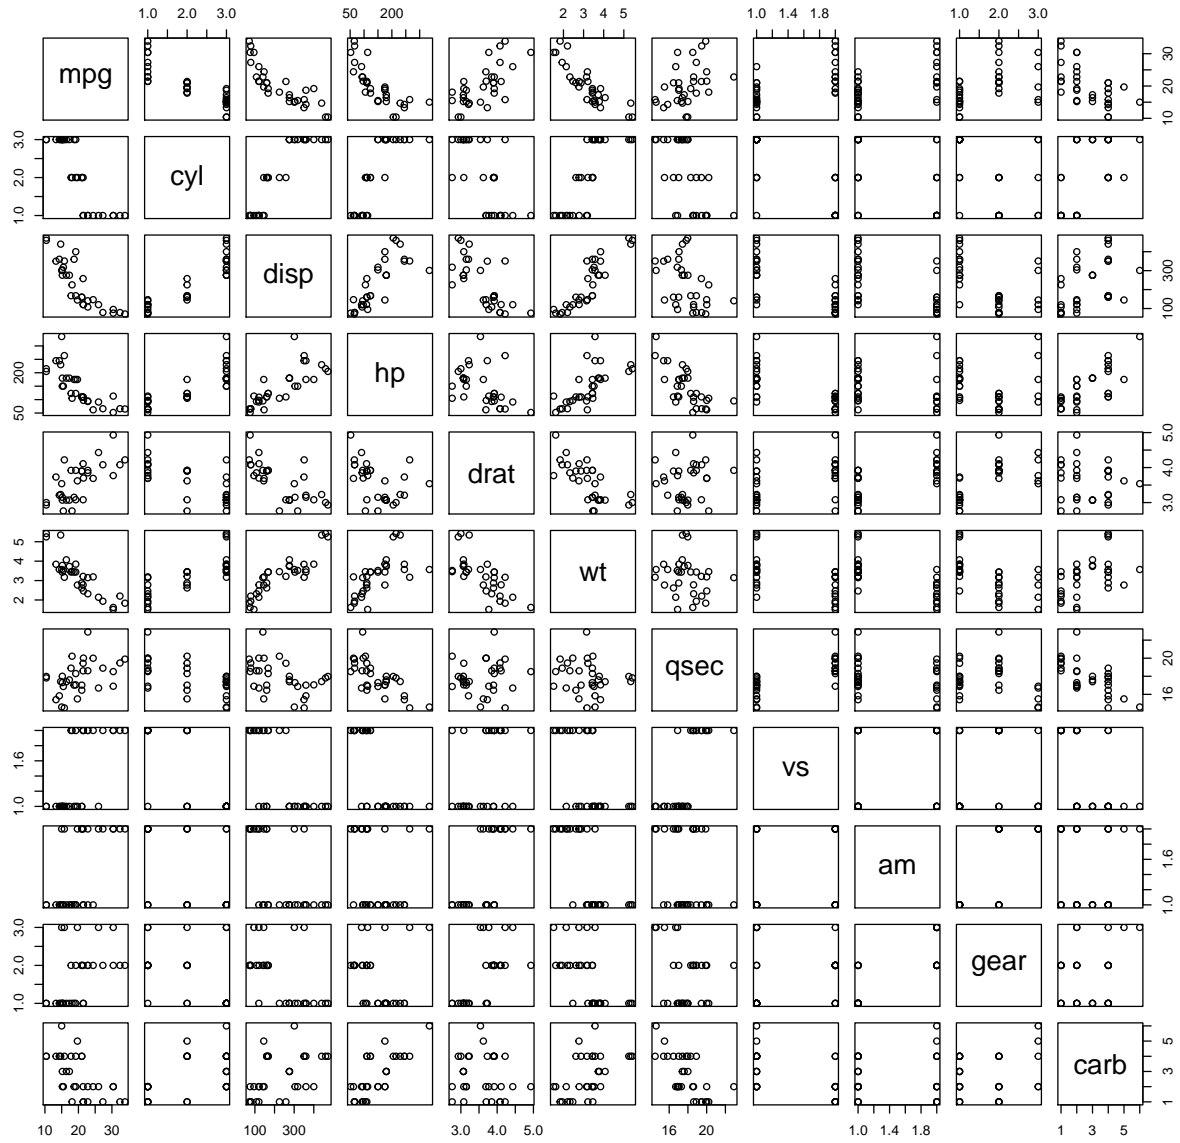 1.0 2.0 3.0 50 200 2 3 4 5 1.0 1.4 1.8 1.0 2.0 3.0
mpg 10 20 30
1.0 2.0 3.0 cyl
disp 100 300
50 200 hp
drat 3.0 4.0 5.0
2 3 4 5 wt
qsec 16 20
1.0 1.6 vs
am 1.0 1.6
1.0 2.0 3.0 gear
carb 1 3 5
10 20 30 100 300 3.0 4.0 5.0 16 20 1.0 1.4 1.8 1 3 5